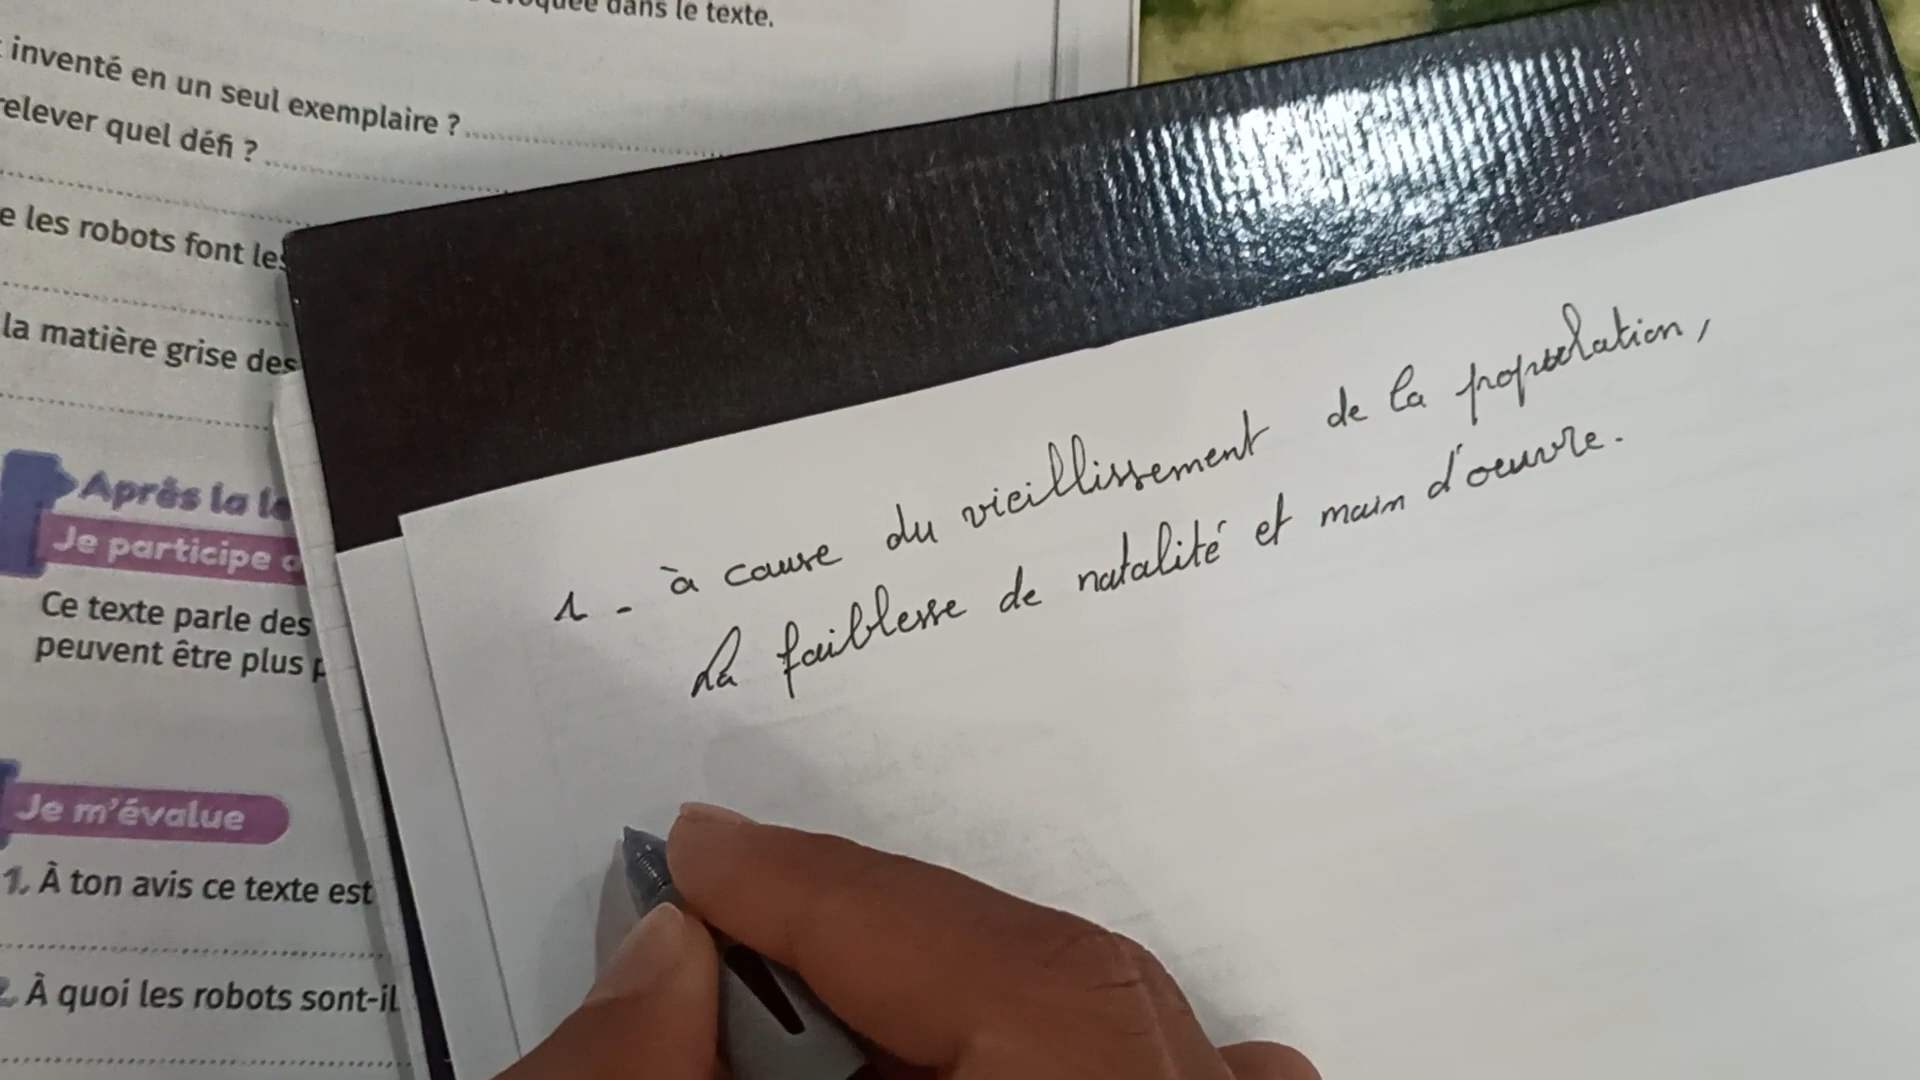 dans le texte.
inventé en un seul exemplaire ?
relever quel défi ?
e les robots font les
la matière grise des
Après la le
Je participe
Ce texte parle des
peuvent être plus p
Je m'évalue
1. À ton avis ce texte est
2. À quoi les robots sont-il
1 - à cause du vieillissement de la population,
La faiblesse de natalité et main d'oeuvre.